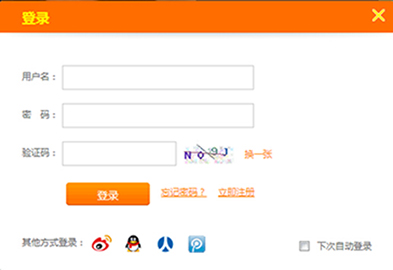 登录
用户名：
密 码：
验证码： NO9J 换一张
登录 忘记密码？ 立即注册
其他方式登录： 下次自动登录